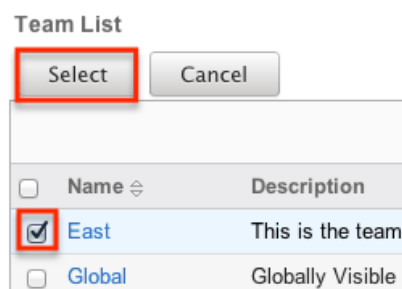 Team List
Select Cancel
Name Description
East This is the team
Global Globally Visible